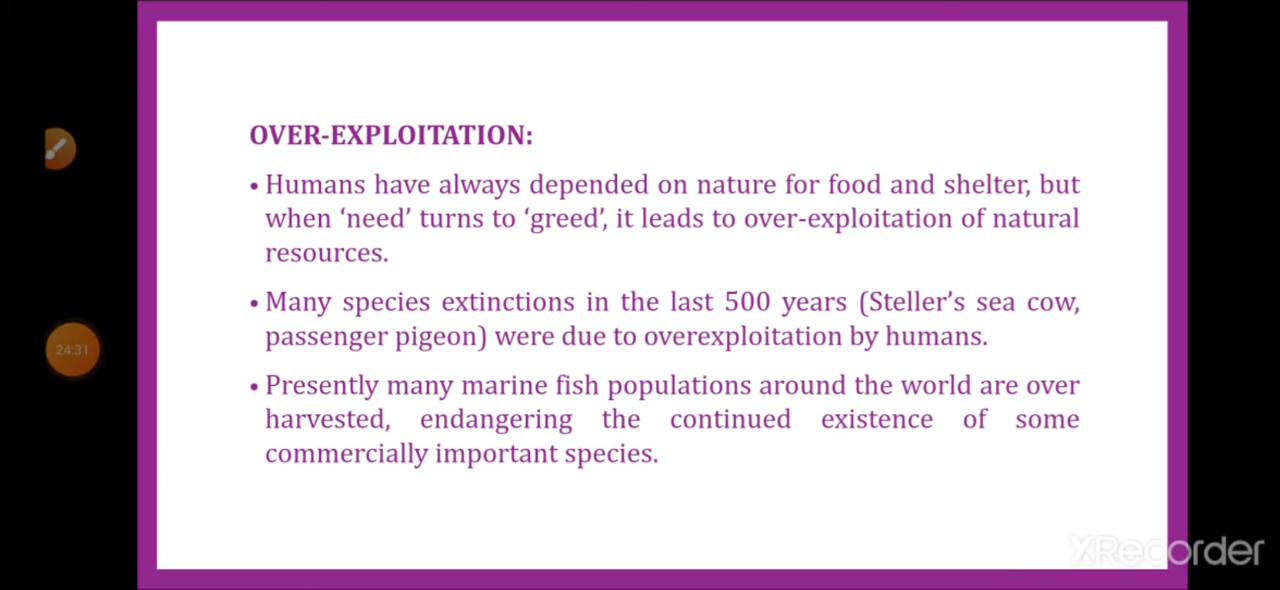 OVER-EXPLOITATION:
• Humans have always depended on nature for food and shelter, but
when ‘need’ turns to ‘greed’, it leads to over-exploitation of natural
resources.
• Many species extinctions in the last 500 years (Steller’s sea cow,
passenger pigeon) were due to overexploitation by humans.
24:31
• Presently many marine fish populations around the world are over
harvested, endangering the continued existence of some
commercially important species.
XRecorder